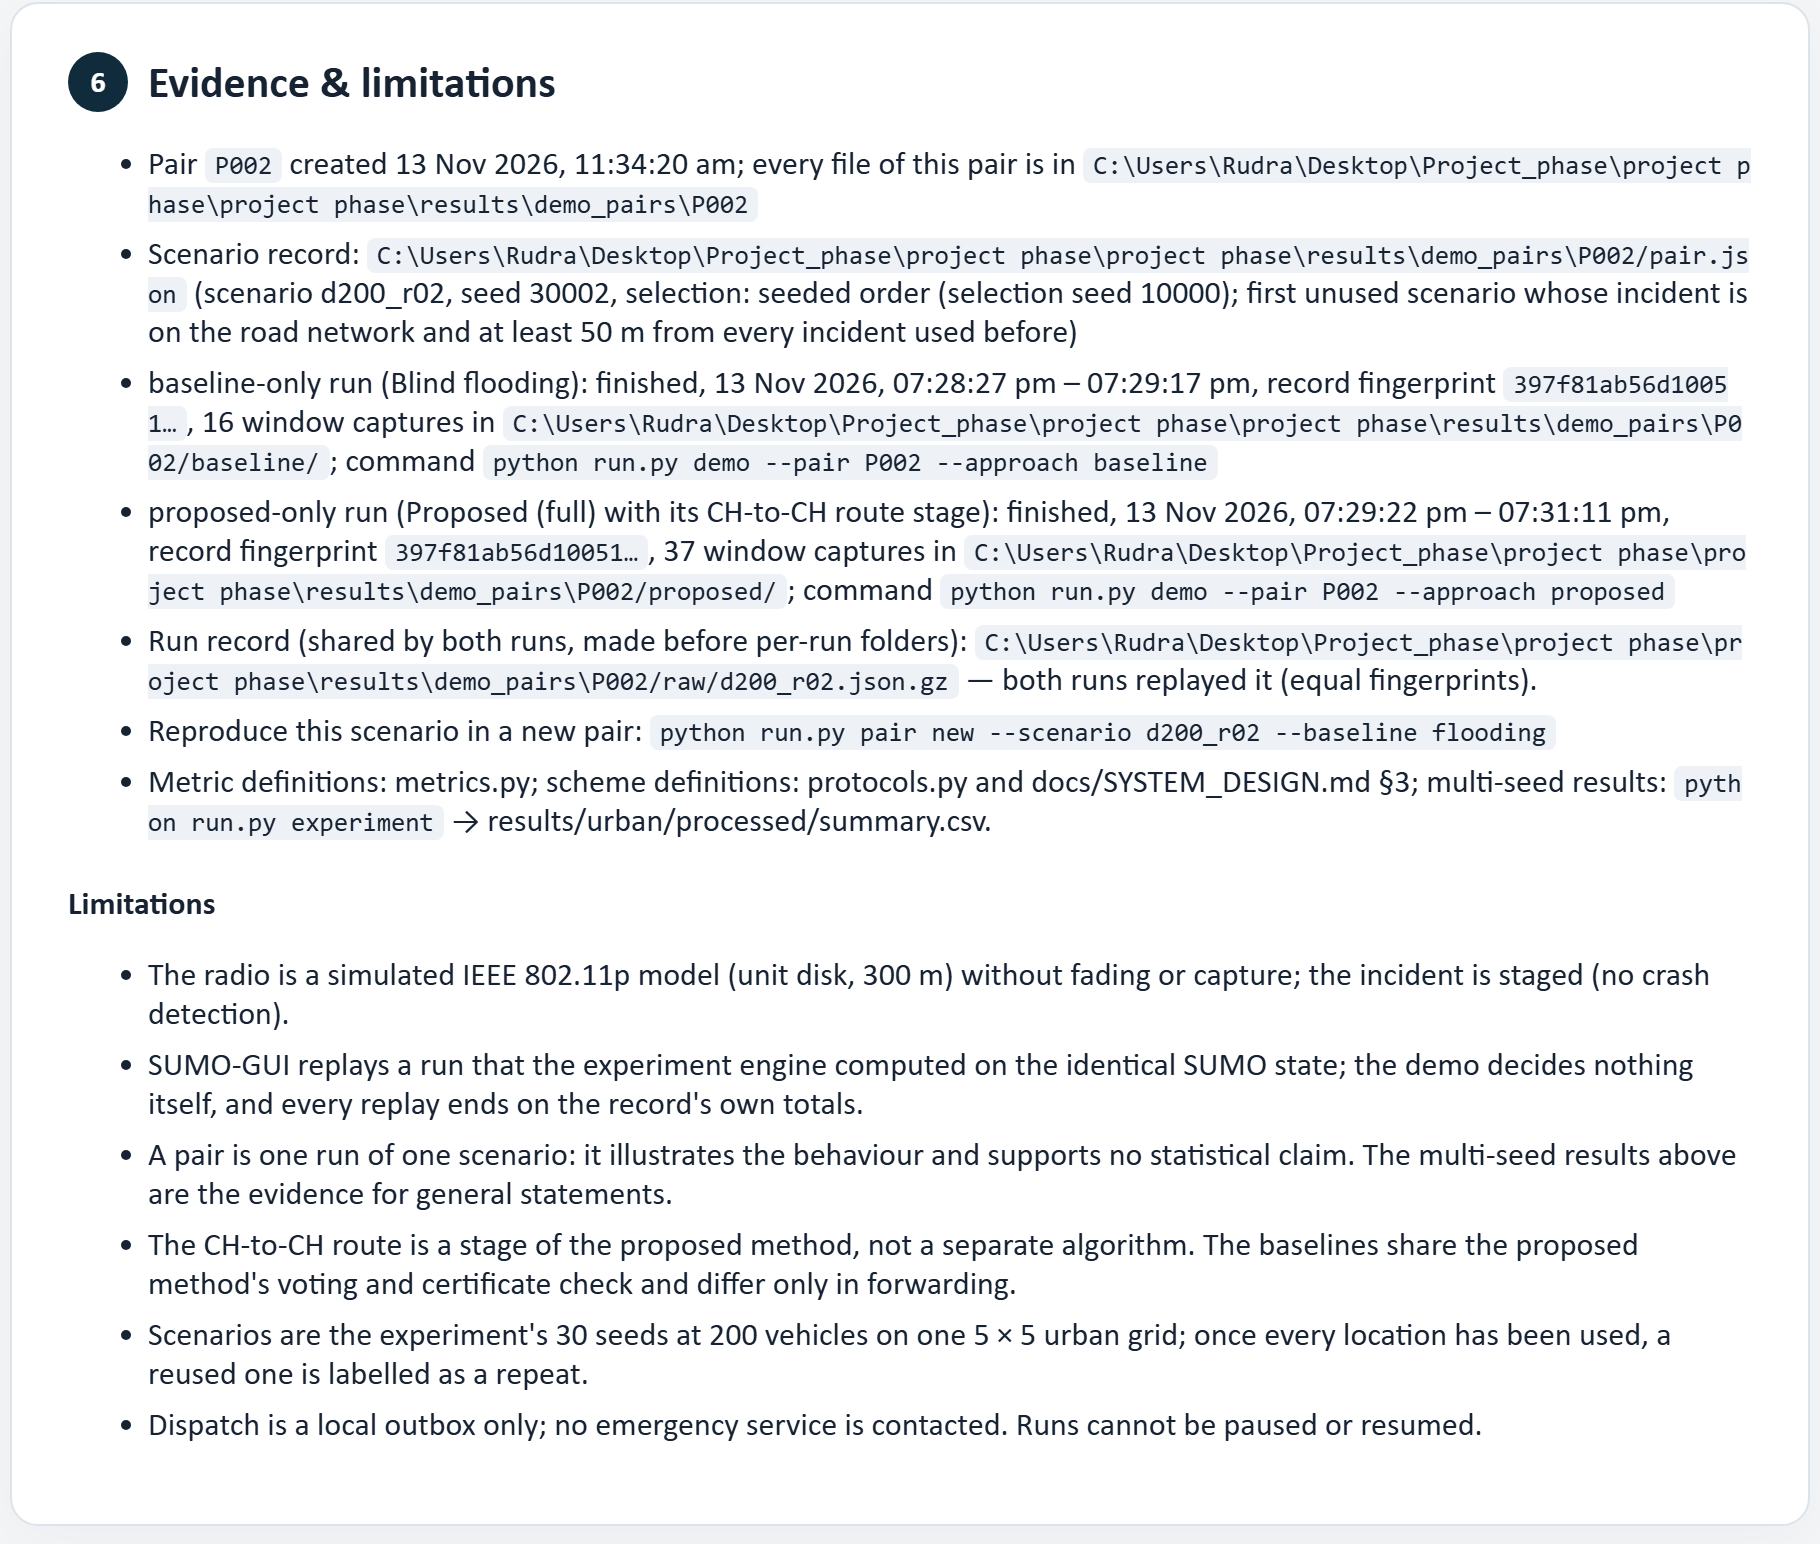 6 Evidence & limitations
• Pair P002 created 13 Nov 2026, 11:34:20 am; every file of this pair is in C:\Users\Rudra\Desktop\Project_phase\project p
hase\project phase\results\demo_pairs\P002
• Scenario record: C:\Users\Rudra\Desktop\Project_phase\project phase\project phase\results\demo_pairs\P002/pair.js
on (scenario d200_r02, seed 30002, selection: seeded order (selection seed 10000); first unused scenario whose incident is
on the road network and at least 50 m from every incident used before)
• baseline-only run (Blind flooding): finished, 13 Nov 2026, 07:28:27 pm – 07:29:17 pm, record fingerprint 397f81ab56d1005
1…, 16 window captures in C:\Users\Rudra\Desktop\Project_phase\project phase\project phase\results\demo_pairs\P0
02/baseline/; command python run.py demo --pair P002 --approach baseline
• proposed-only run (Proposed (full) with its CH-to-CH route stage): finished, 13 Nov 2026, 07:29:22 pm – 07:31:11 pm,
record fingerprint 397f81ab56d10051…, 37 window captures in C:\Users\Rudra\Desktop\Project_phase\project phase\pro
ject phase\results\demo_pairs\P002/proposed/; command python run.py demo --pair P002 --approach proposed
• Run record (shared by both runs, made before per-run folders): C:\Users\Rudra\Desktop\Project_phase\project phase\pr
oject phase\results\demo_pairs\P002/raw/d200_r02.json.gz — both runs replayed it (equal fingerprints).
• Reproduce this scenario in a new pair: python run.py pair new --scenario d200_r02 --baseline flooding
• Metric definitions: metrics.py; scheme definitions: protocols.py and docs/SYSTEM_DESIGN.md §3; multi-seed results: pyth
on run.py experiment → results/urban/processed/summary.csv.
Limitations
• The radio is a simulated IEEE 802.11p model (unit disk, 300 m) without fading or capture; the incident is staged (no crash
detection).
• SUMO-GUI replays a run that the experiment engine computed on the identical SUMO state; the demo decides nothing
itself, and every replay ends on the record's own totals.
• A pair is one run of one scenario: it illustrates the behaviour and supports no statistical claim. The multi-seed results above
are the evidence for general statements.
• The CH-to-CH route is a stage of the proposed method, not a separate algorithm. The baselines share the proposed
method's voting and certificate check and differ only in forwarding.
• Scenarios are the experiment's 30 seeds at 200 vehicles on one 5 × 5 urban grid; once every location has been used, a
reused one is labelled as a repeat.
• Dispatch is a local outbox only; no emergency service is contacted. Runs cannot be paused or resumed.